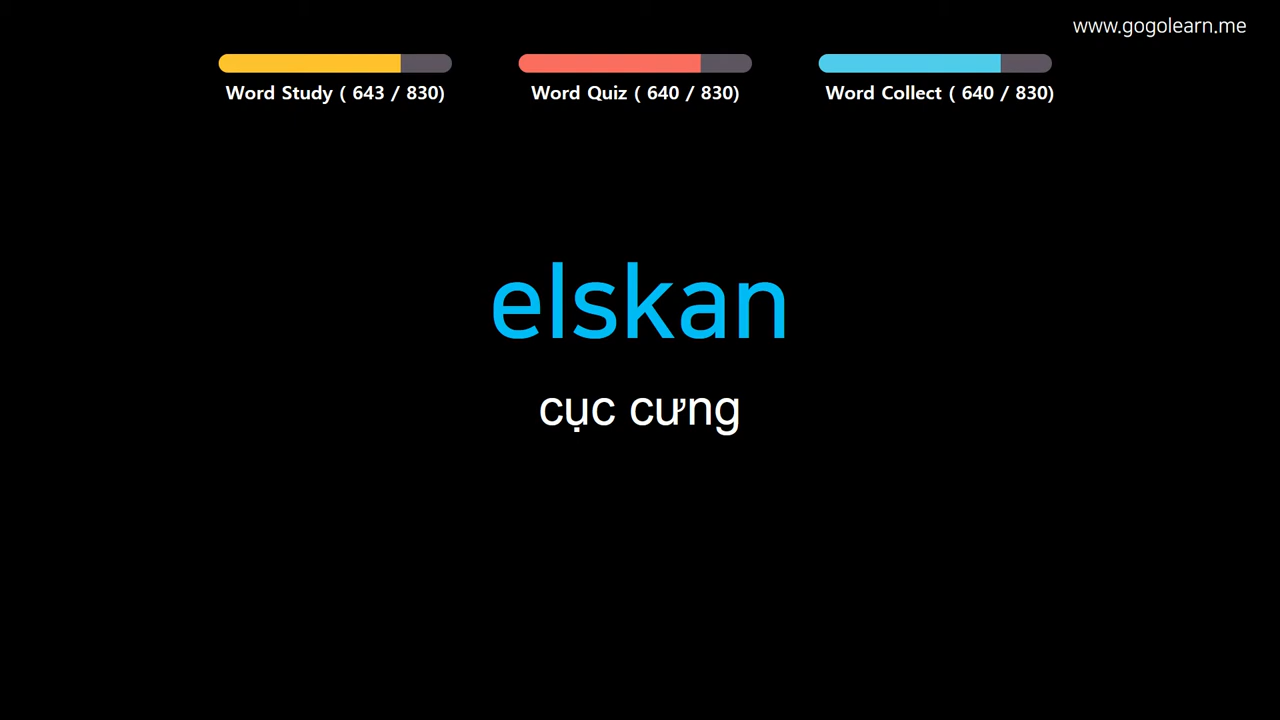 www.gogolearn.me
Word Study ( 643 / 830)
Word Quiz ( 640 / 830)
Word Collect ( 640 / 830)
elskan
cục cưng